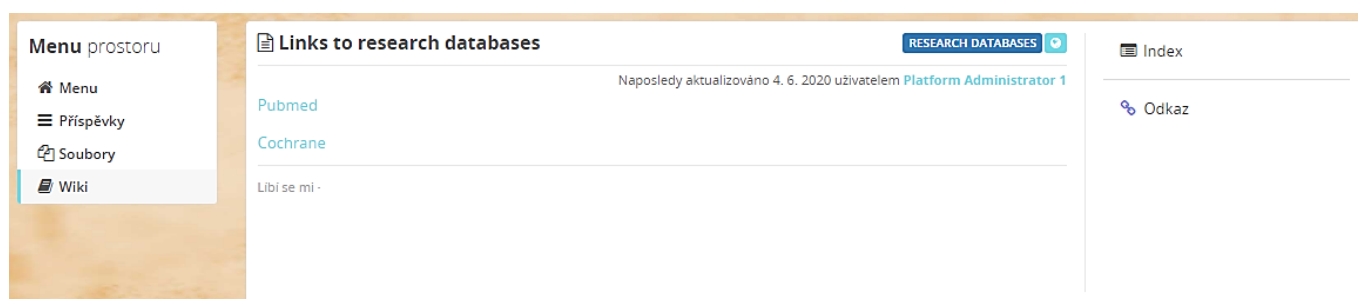 Menu prostoru
Menu
Příspěvky
Soubory
Wiki
Links to research databases
RESEARCH DATABASES
Naposledy aktualizováno 4. 6. 2020 uživatelem Platform Administrator 1
Pubmed
Cochrane
Líbí se mi ·
Index
Odkaz